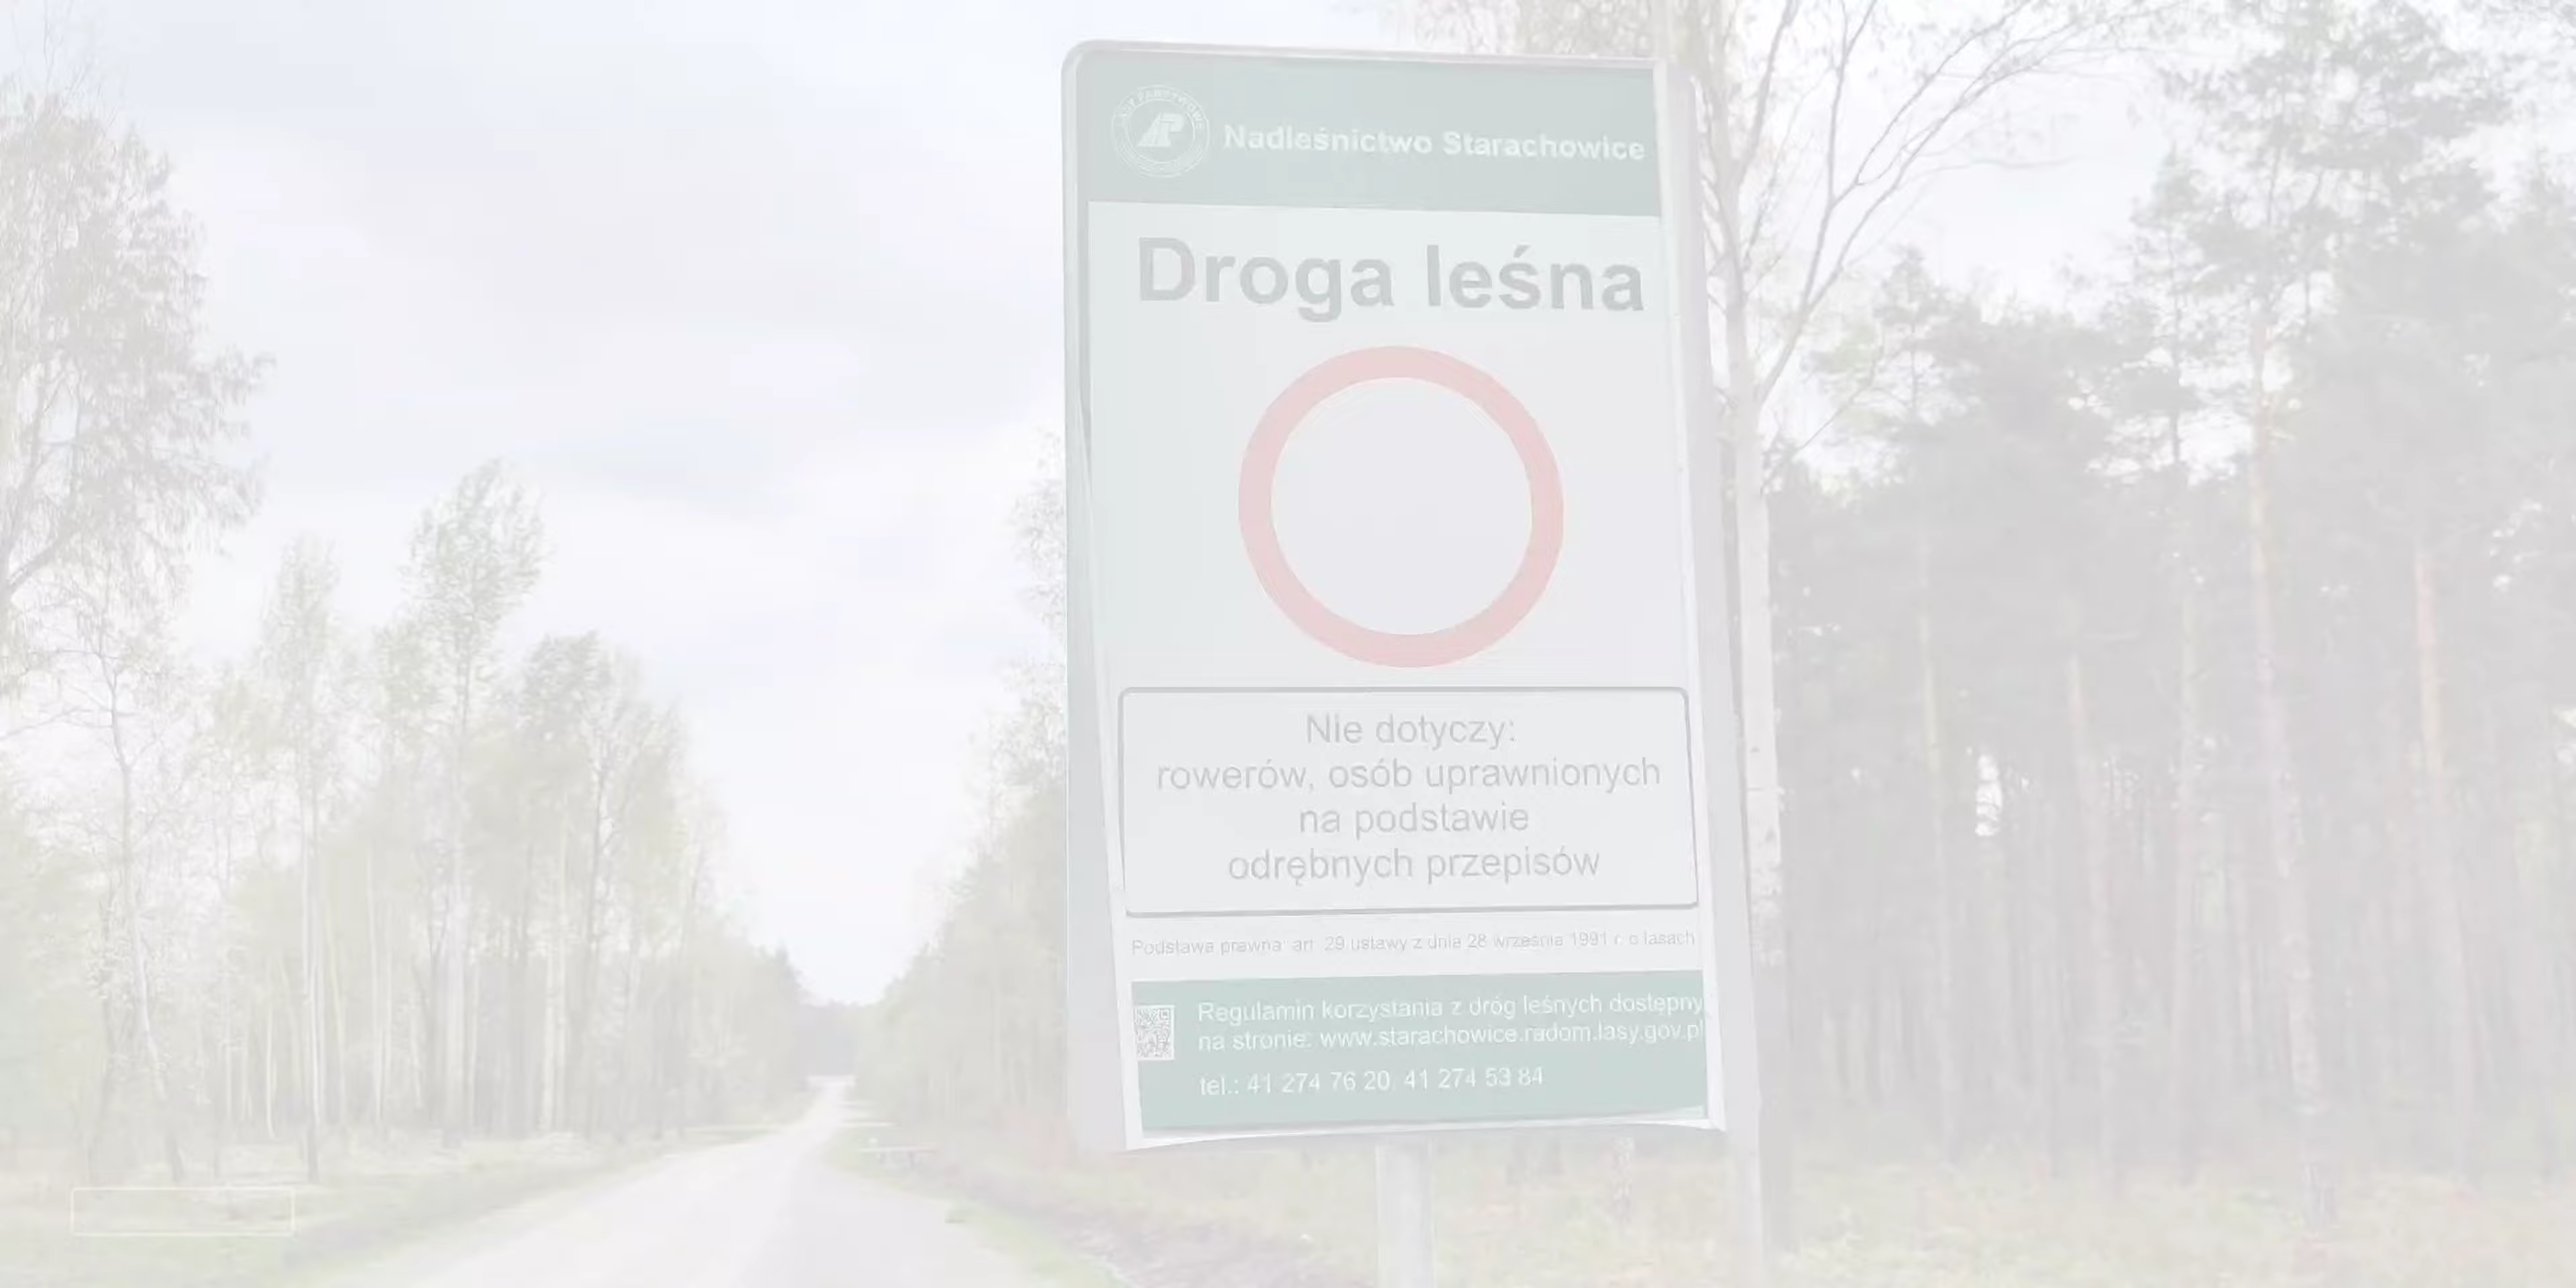 Nadleśnictwo Starachowice
Droga leśna
Nie dotyczy:
rowerów, osób uprawnionych
na podstawie
odrębnych przepisów
Podstawa prawna: art. 29 ustawy z dnia 28 września 1991 r. o lasach
Regulamin korzystania z dróg leśnych dostępny
na stronie: www.starachowice.radom.lasy.gov.pl
tel.: 41 274 76 20, 41 274 53 84